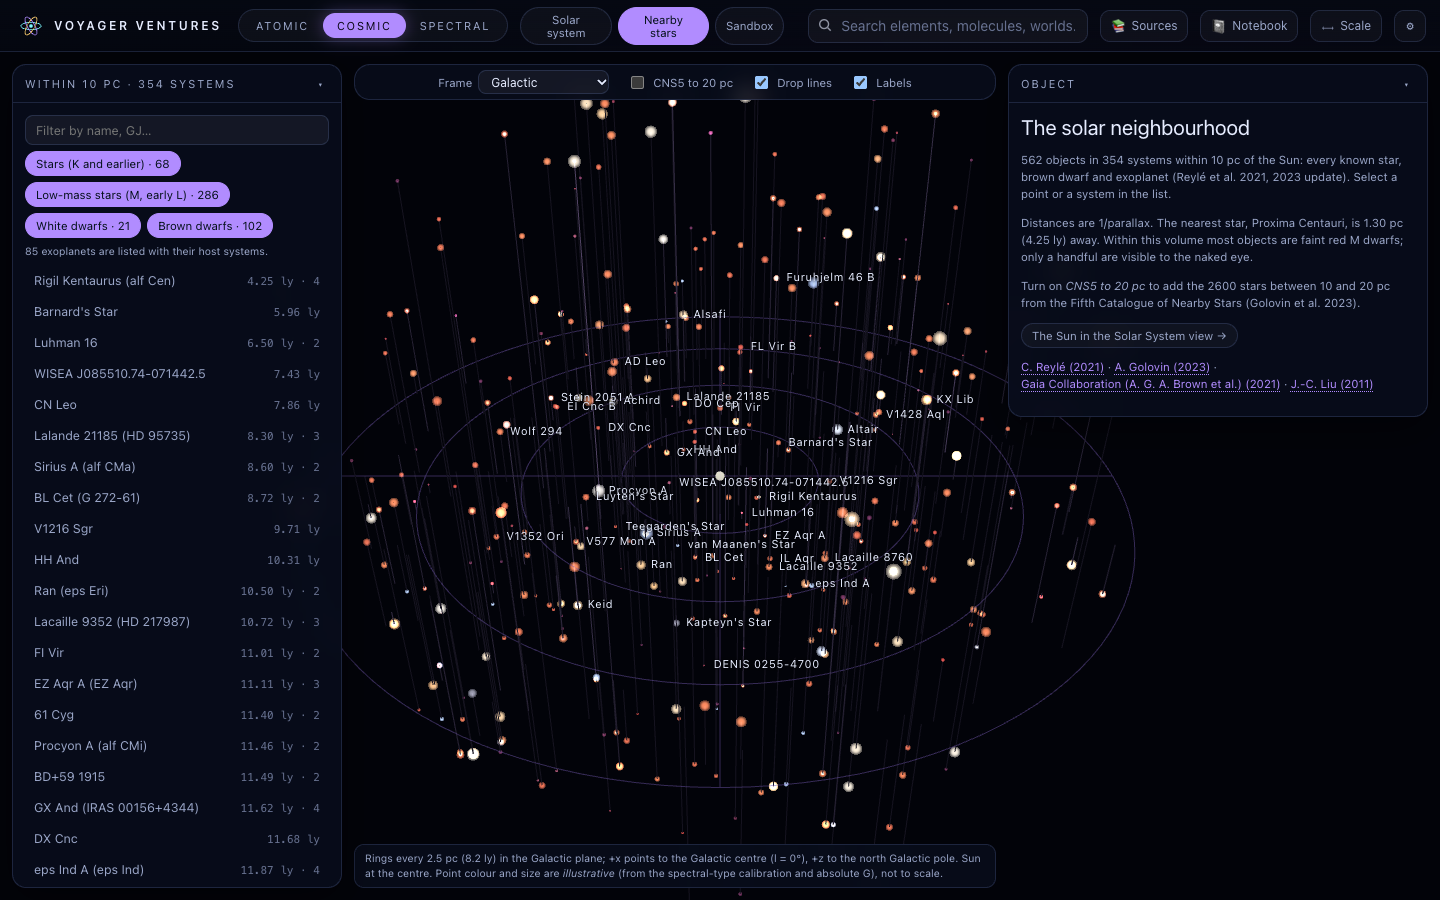 VOYAGER VENTURES
ATOMIC
COSMIC
SPECTRAL
Solar system
Nearby stars
Sandbox
Search elements, molecules, worlds.
Sources
Notebook
Scale
WITHIN 10 PC · 354 SYSTEMS
Filter by name, GJ...
Stars (K and earlier) · 68
Low-mass stars (M, early L) · 286
White dwarfs · 21
Brown dwarfs · 102
85 exoplanets are listed with their host systems.
Rigil Kentaurus (alf Cen) 4.25 ly · 4
Barnard's Star 5.96 ly
Luhman 16 6.50 ly · 2
WISEA J085510.74-071442.5 7.43 ly
CN Leo 7.86 ly
Lalande 21185 (HD 95735) 8.30 ly · 3
Sirius A (alf CMa) 8.60 ly · 2
BL Cet (G 272-61) 8.72 ly · 2
V1216 Sgr 9.71 ly
HH And 10.31 ly
Ran (eps Eri) 10.50 ly · 2
Lacaille 9352 (HD 217987) 10.72 ly · 3
FI Vir 11.01 ly · 2
EZ Aqr A (EZ Aqr) 11.11 ly · 3
61 Cyg 11.40 ly · 2
Procyon A (alf CMi) 11.46 ly · 2
BD+59 1915 11.49 ly · 2
GX And (IRAS 00156+4344) 11.62 ly · 4
DX Cnc 11.68 ly
eps Ind A (eps Ind) 11.87 ly · 4
Frame
Galactic
CNS5 to 20 pc
Drop lines
Labels
Furuhjelm 46 B
Alsafi
FL Vir B
AD Leo
Stein 2051 A
Achird
El Cnc B
Lalande 21185
DO Cep
FI Vir
KX Lib
V1428 Aql
Wolf 294
DX Cnc
CN Leo
Altair
Barnard's Star
HH And
GX And
WISEA J085510.74-071442.5
V1216 Sgr
Procyon A
Luyten's Star
Rigil Kentaurus
Luhman 16
Teegarden's Star
Sirius A
V1352 Ori
V577 Mon A
EZ Aqr A
van Maanen's Star
BL Cet
IL Aqr
Lacaille 8760
Lacaille 9352
Ran
eps Ind A
Keid
Kapteyn's Star
DENIS 0255-4700
Rings every 2.5 pc (8.2 ly) in the Galactic plane; +x points to the Galactic centre (l = 0°), +z to the north Galactic pole. Sun
at the centre. Point colour and size are illustrative (from the spectral-type calibration and absolute G), not to scale.
OBJECT
The solar neighbourhood
562 objects in 354 systems within 10 pc of the Sun: every known star,
brown dwarf and exoplanet (Reylé et al. 2021, 2023 update). Select a
point or a system in the list.
Distances are 1/parallax. The nearest star, Proxima Centauri, is 1.30 pc
(4.25 ly) away. Within this volume most objects are faint red M dwarfs;
only a handful are visible to the naked eye.
Turn on CNS5 to 20 pc to add the 2600 stars between 10 and 20 pc
from the Fifth Catalogue of Nearby Stars (Golovin et al. 2023).
The Sun in the Solar System view →
C. Reylé (2021) · A. Golovin (2023) ·
Gaia Collaboration (A. G. A. Brown et al.) (2021) · J.-C. Liu (2011)